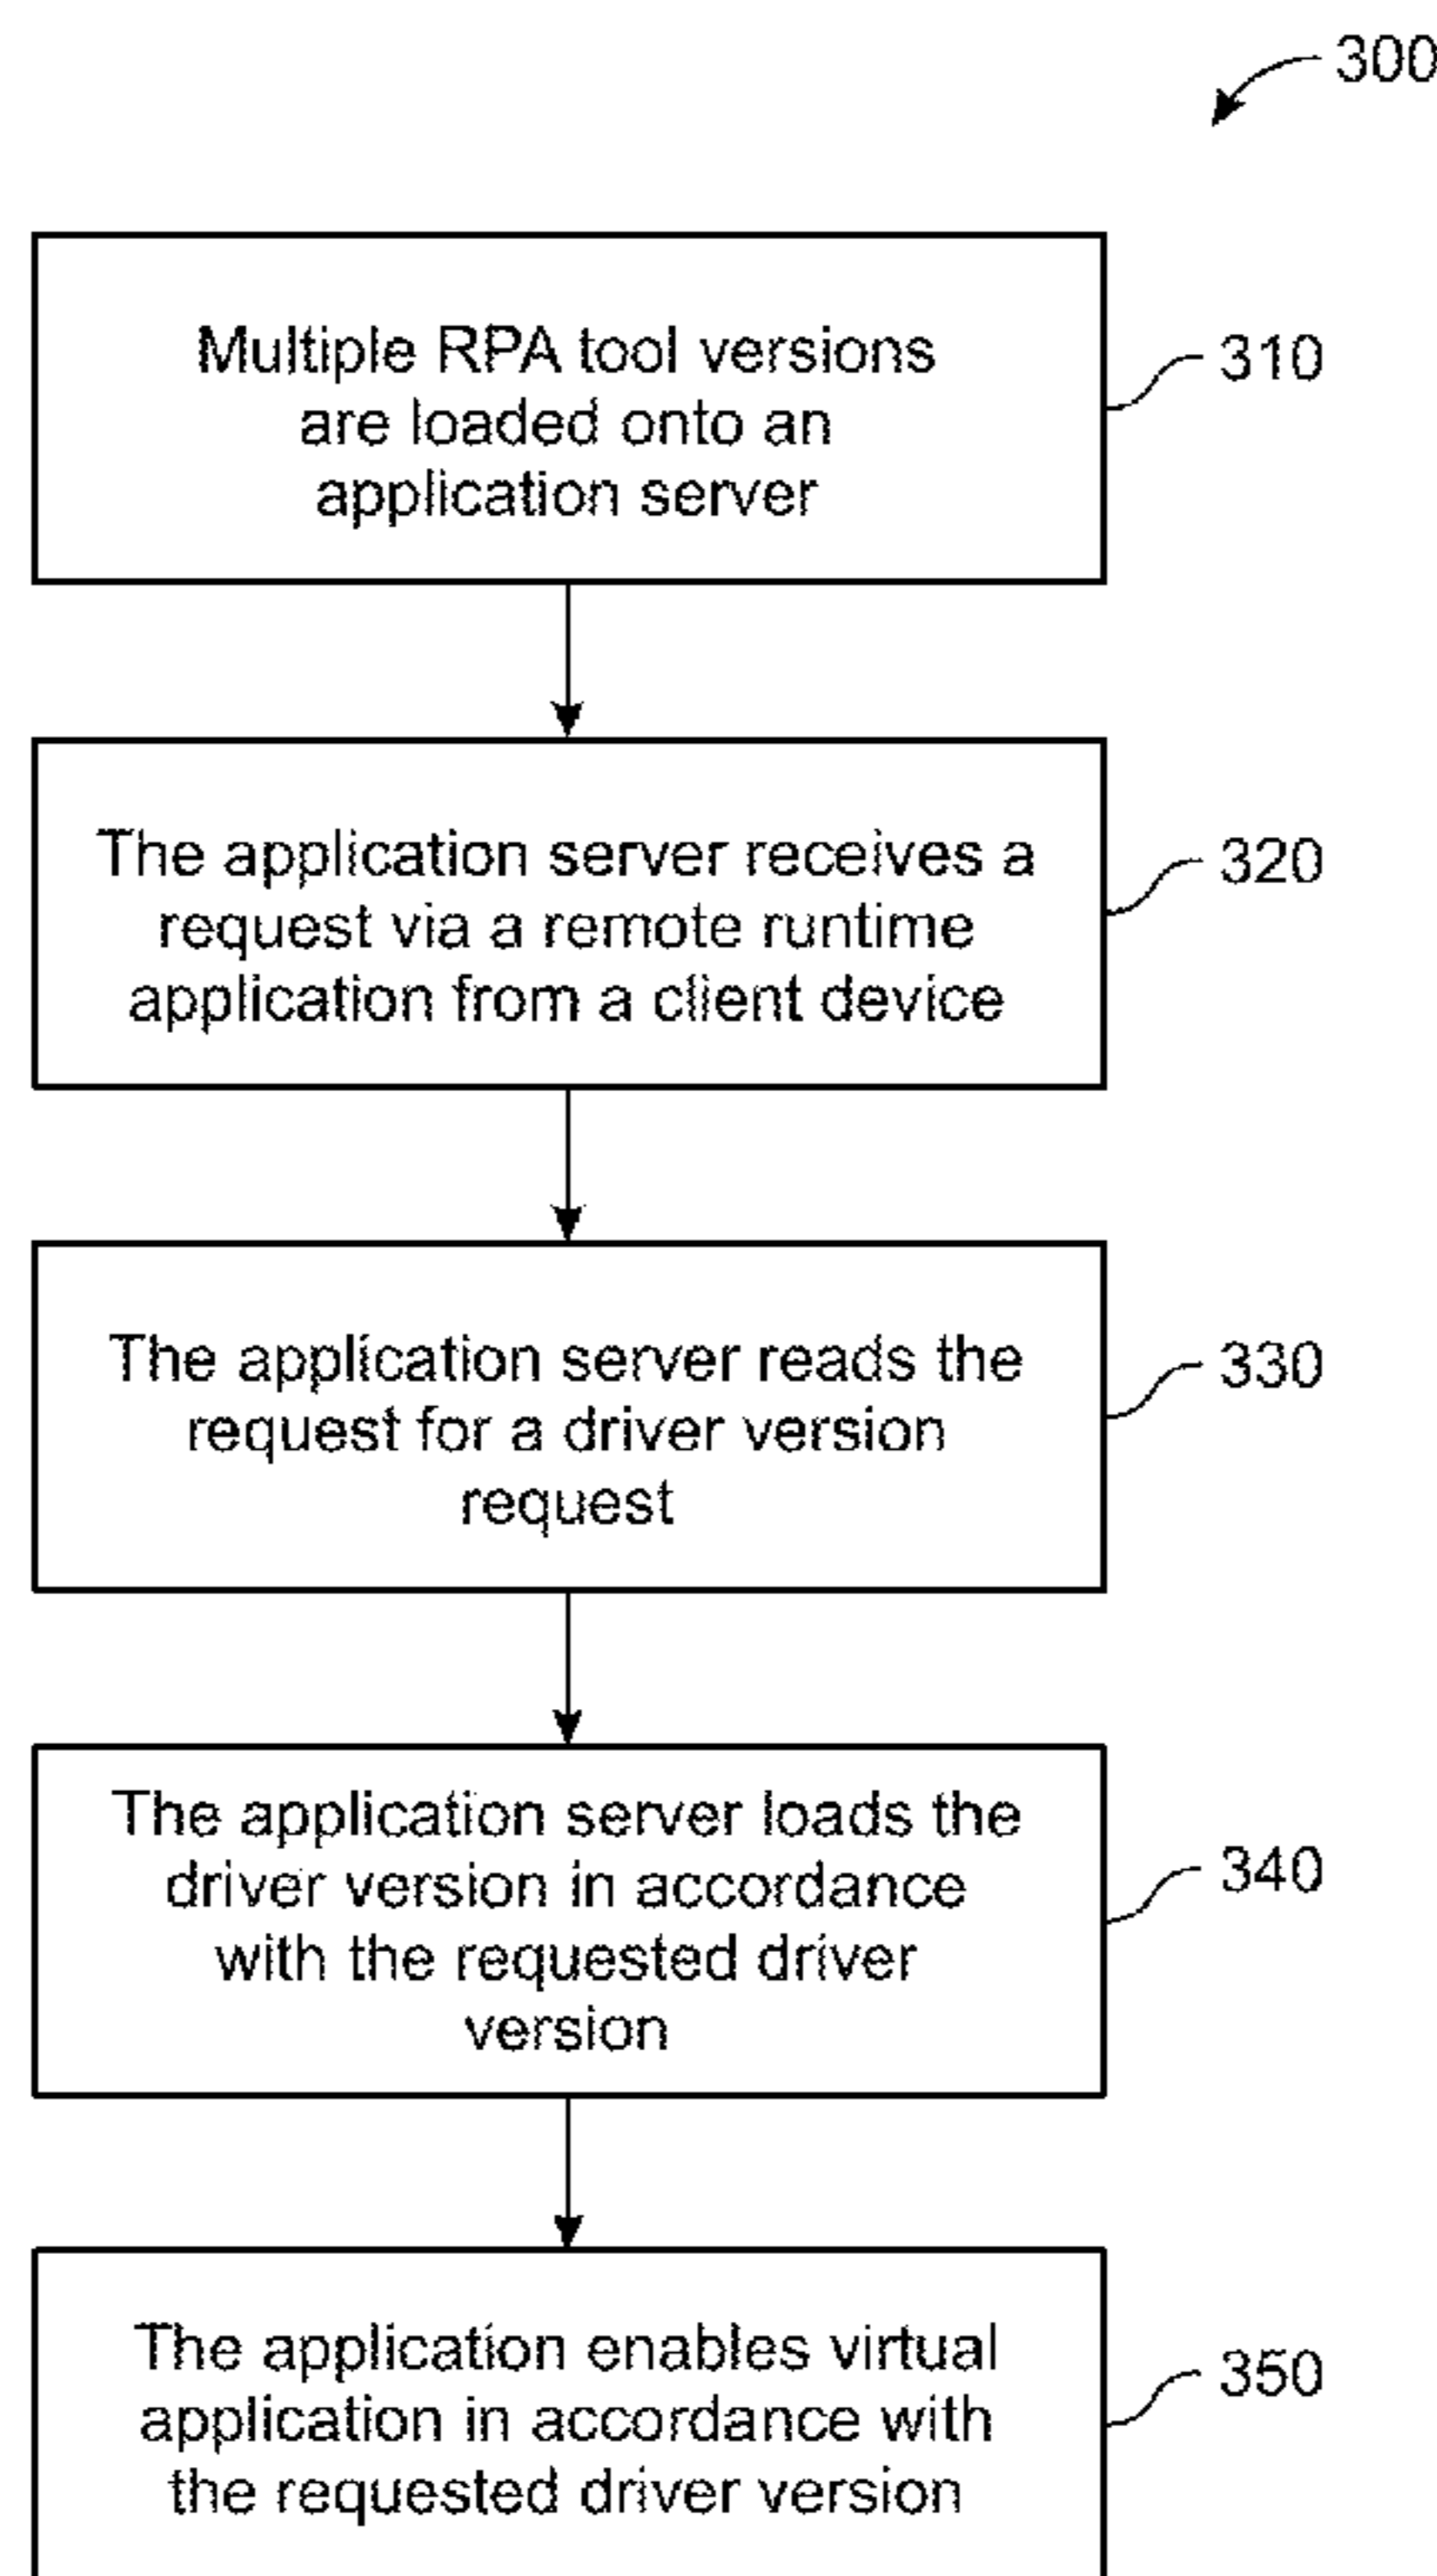 300
Multiple RPA tool versions
are loaded onto an
application server
310
The application server receives a
request via a remote runtime
application from a client device
320
The application server reads the
request for a driver version
request
330
The application server loads the
driver version in accordance
with the requested driver
version
340
The application enables virtual
application in accordance with
the requested driver version
350